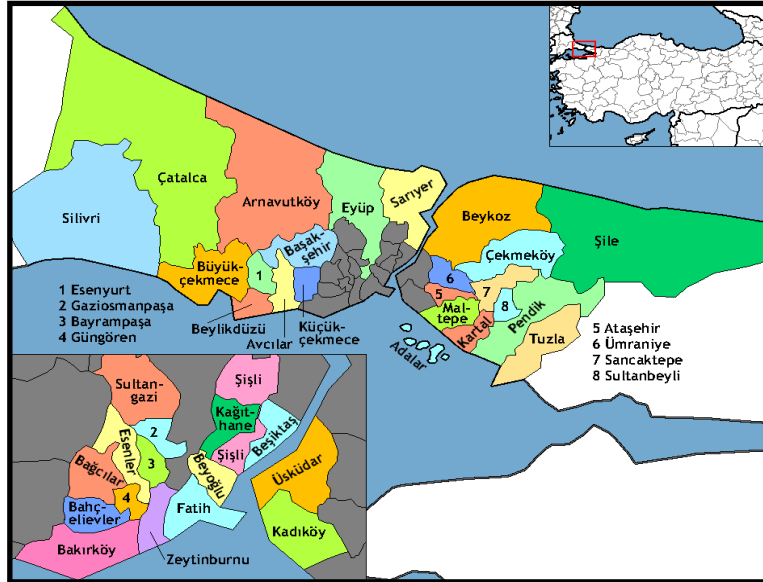 Çatalca
Silivri
Arnavutköy
Eyüp
Sarıyer
Beykoz
Şile
Çekmeköy
Başak-
şehir
Büyük-
çekmece
1
6
5
7
8
Mal-
tepe
Kartal
Pendik
Tuzla
Adalar
Beylikdüzü
Avcılar
Küçük-
çekmece
1 Esenyurt
2 Gaziosmanpaşa
3 Bayrampaşa
4 Güngören
5 Ataşehir
6 Ümraniye
7 Sancaktepe
8 Sultanbeyli
Sultan-
gazi
Şişli
Kağıt-
hane
Beşiktaş
2
Esenler
3
Şişli
Beyoğlu
Bağcılar
4
Bahç-
elievler
Fatih
Üsküdar
Kadıköy
Bakırköy
Zeytinburnu